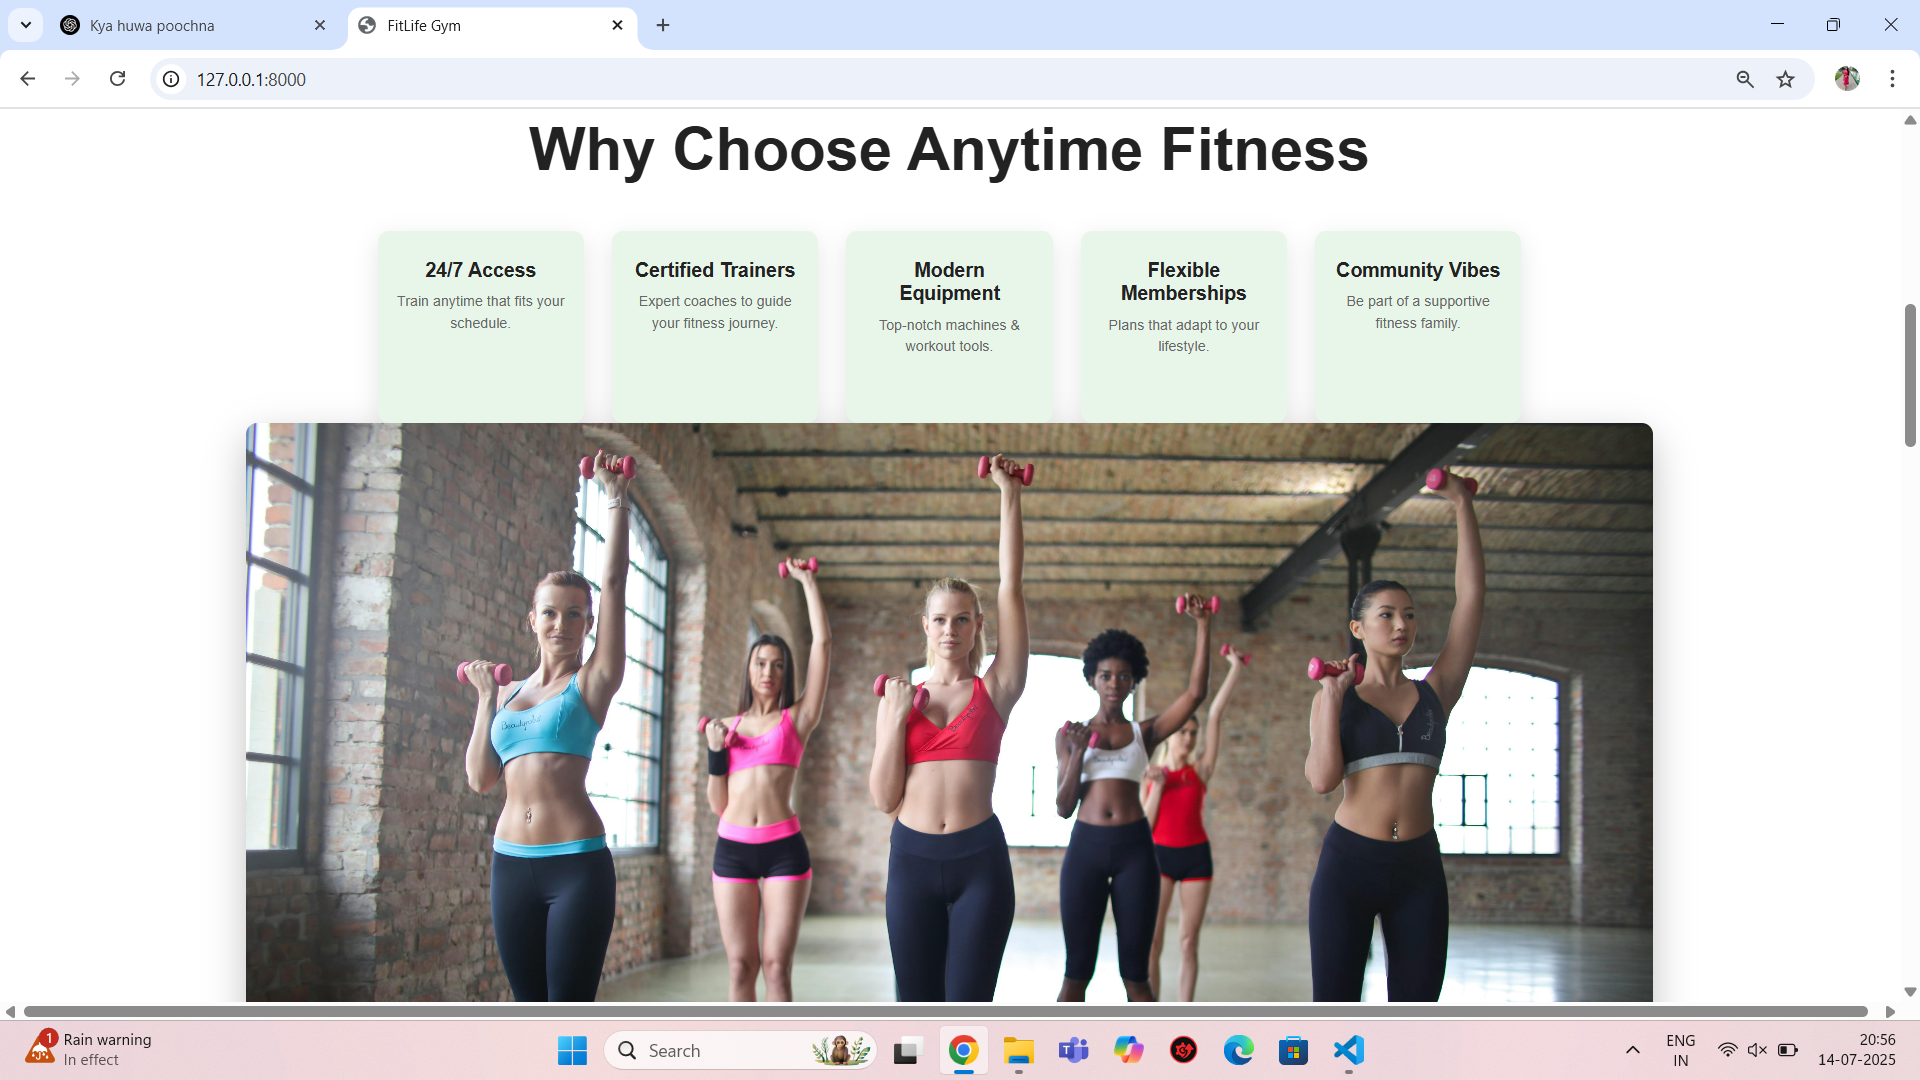 Kya huwa poochna
FitLife Gym
127.0.0.1:8000
Why Choose Anytime Fitness
24/7 Access
Train anytime that fits your
schedule.
Certified Trainers
Expert coaches to guide
your fitness journey.
Modern
Equipment
Top-notch machines &
workout tools.
Flexible
Memberships
Plans that adapt to your
lifestyle.
Community Vibes
Be part of a supportive
fitness family.
1
Rain warning
In effect
Search
ENG
IN
20:56
14-07-2025